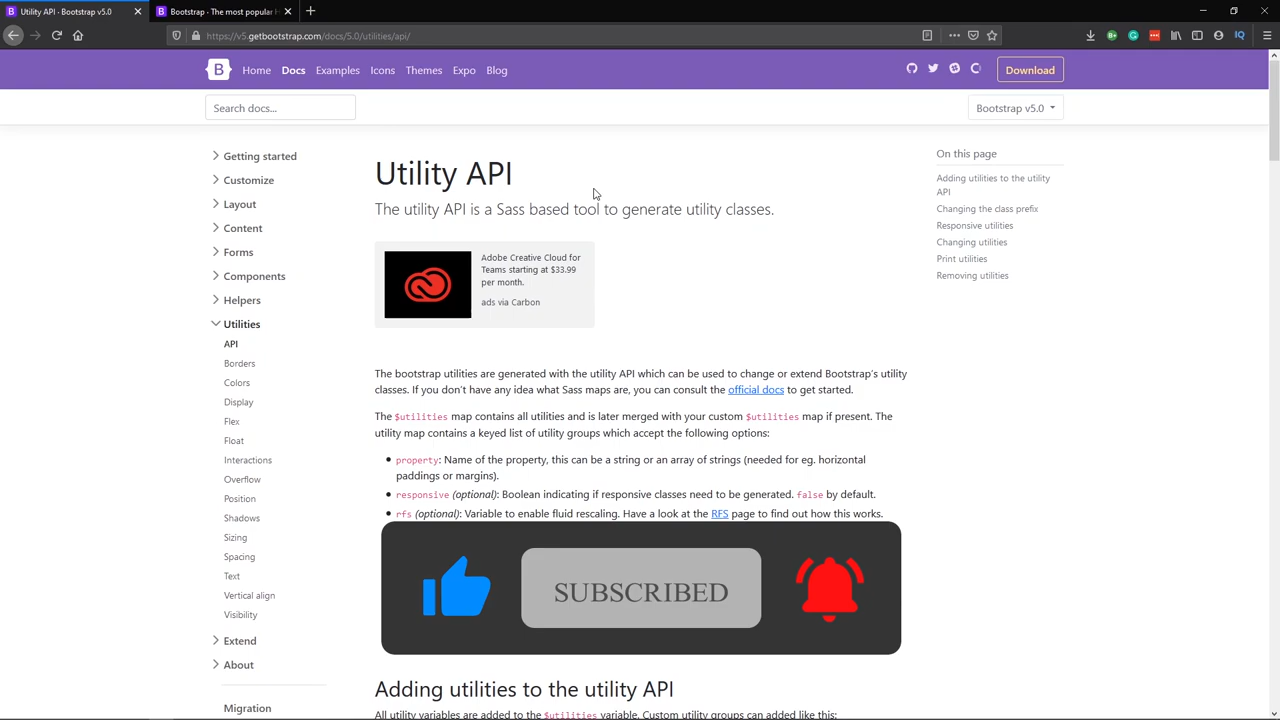 Utility API · Bootstrap v5.0
Bootstrap · The most popular H
https://v5.getbootstrap.com/docs/5.0/utilities/api/
B
Home
Docs
Examples
Icons
Themes
Expo
Blog
Download
Search docs...
Bootstrap v5.0
Getting started
Customize
Layout
Content
Forms
Components
Helpers
Utilities
API
Borders
Colors
Display
Flex
Float
Interactions
Overflow
Position
Shadows
Sizing
Spacing
Text
Vertical align
Visibility
Extend
About
Migration
Utility API
The utility API is a Sass based tool to generate utility classes.
Adobe Creative Cloud for
Teams starting at $33.99
per month.
ads via Carbon
The bootstrap utilities are generated with the utility API which can be used to change or extend Bootstrap's utility
classes. If you don't have any idea what Sass maps are, you can consult the official docs to get started.
The $utilities map contains all utilities and is later merged with your custom $utilities map if present. The
utility map contains a keyed list of utility groups which accept the following options:
property: Name of the property, this can be a string or an array of strings (needed for eg. horizontal
paddings or margins).
responsive (optional): Boolean indicating if responsive classes need to be generated. false by default.
rfs (optional): Variable to enable fluid rescaling. Have a look at the RFS page to find out how this works.
SUBSCRIBED
Adding utilities to the utility API
All utility variables are added to the $utilities variable. Custom utility groups can added like this:
On this page
Adding utilities to the utility
API
Changing the class prefix
Responsive utilities
Changing utilities
Print utilities
Removing utilities